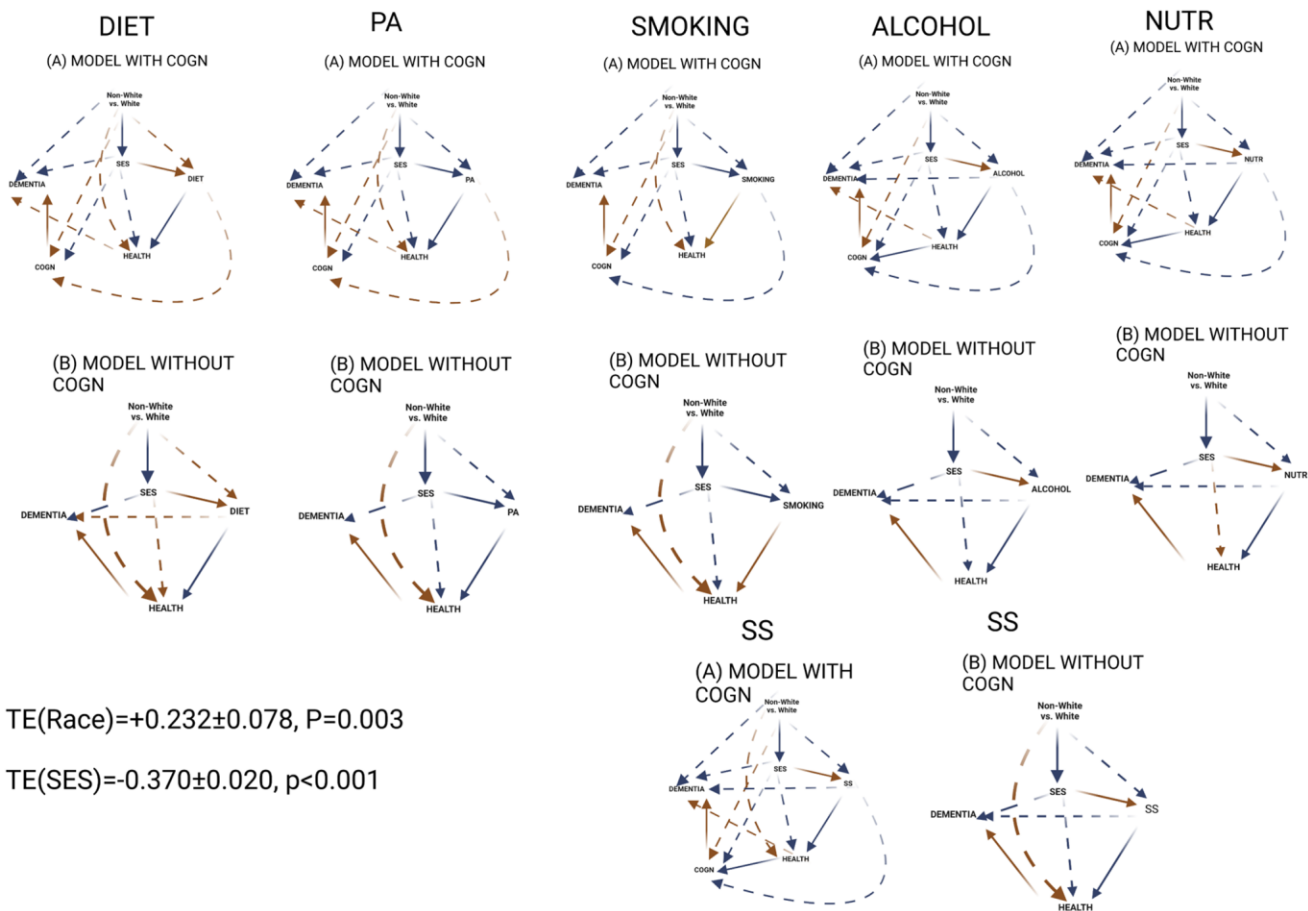 DIET
(A) MODEL WITH COGN
Non-White
vs. White
SES
DIET
DEMENTIA
HEALTH
COGN
PA
(A) MODEL WITH COGN
Non-White
vs. White
SES
PA
DEMENTIA
HEALTH
COGN
SMOKING
(A) MODEL WITH COGN
Non-White
vs. White
SES
SMOKING
DEMENTIA
HEALTH
COGN
ALCOHOL
(A) MODEL WITH COGN
Non-White
vs. White
SES
ALCOHOL
DEMENTIA
HEALTH
COGN
NUTR
(A) MODEL WITH COGN
Non-White
vs. White
SES
NUTR
DEMENTIA
HEALTH
COGN
(B) MODEL WITHOUT
COGN
Non-White
vs. White
SES
DIET
DEMENTIA
HEALTH
(B) MODEL WITHOUT
COGN
Non-White
vs. White
SES
PA
DEMENTIA
HEALTH
(B) MODEL WITHOUT
COGN
Non-White
vs. White
SES
SMOKING
DEMENTIA
HEALTH
(B) MODEL WITHOUT
COGN
Non-White
vs. White
SES
ALCOHOL
DEMENTIA
HEALTH
(B) MODEL WITHOUT
COGN
Non-White
vs. White
SES
NUTR
DEMENTIA
HEALTH
SS
(A) MODEL WITH
COGN
Non-White
vs. White
SES
SS
DEMENTIA
HEALTH
COGN
SS
(B) MODEL WITHOUT
COGN
Non-White
vs. White
SES
SS
DEMENTIA
HEALTH
TE(Race)=+0.232±0.078, P=0.003
TE(SES)=-0.370±0.020, p<0.001